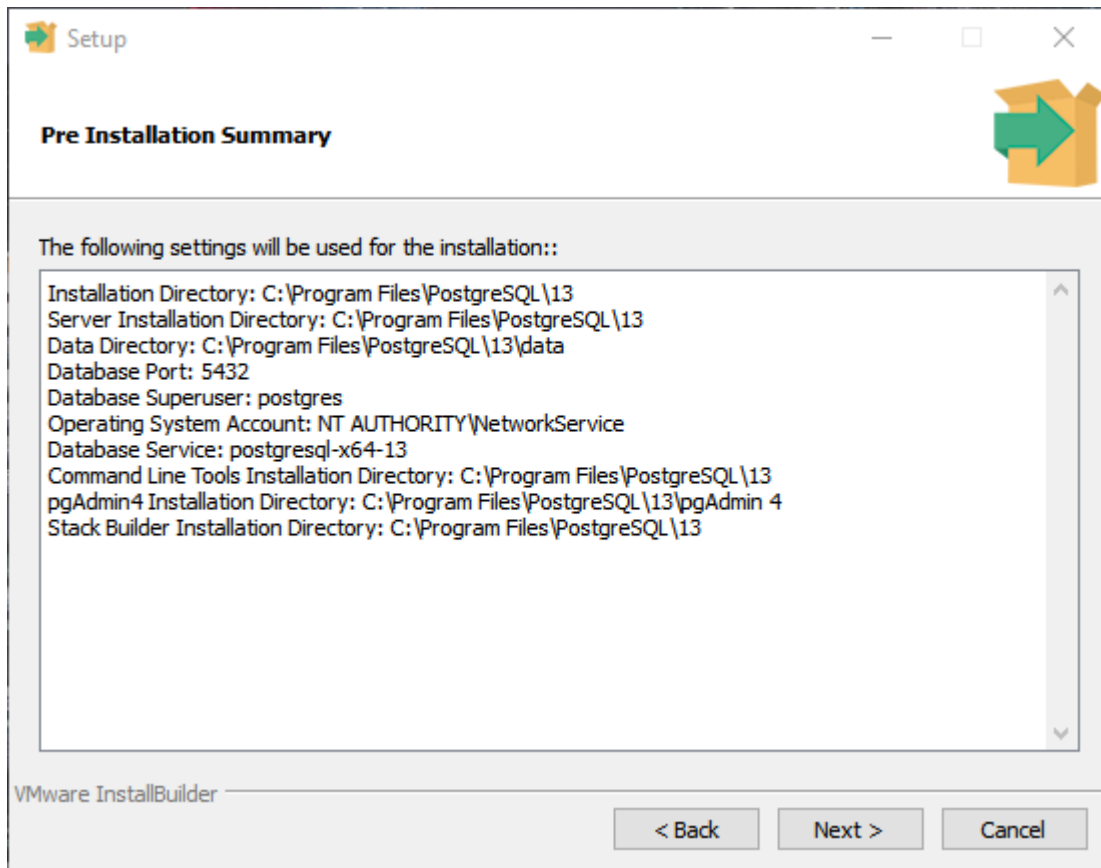 Setup
Pre Installation Summary
The following settings will be used for the installation::
Installation Directory: C:\Program Files\PostgreSQL\13
Server Installation Directory: C:\Program Files\PostgreSQL\13
Data Directory: C:\Program Files\PostgreSQL\13\data
Database Port: 5432
Database Superuser: postgres
Operating System Account: NT AUTHORITY\NetworkService
Database Service: postgresql-x64-13
Command Line Tools Installation Directory: C:\Program Files\PostgreSQL\13
pgAdmin4 Installation Directory: C:\Program Files\PostgreSQL\13\pgAdmin 4
Stack Builder Installation Directory: C:\Program Files\PostgreSQL\13
VMware InstallBuilder
< Back Next > Cancel